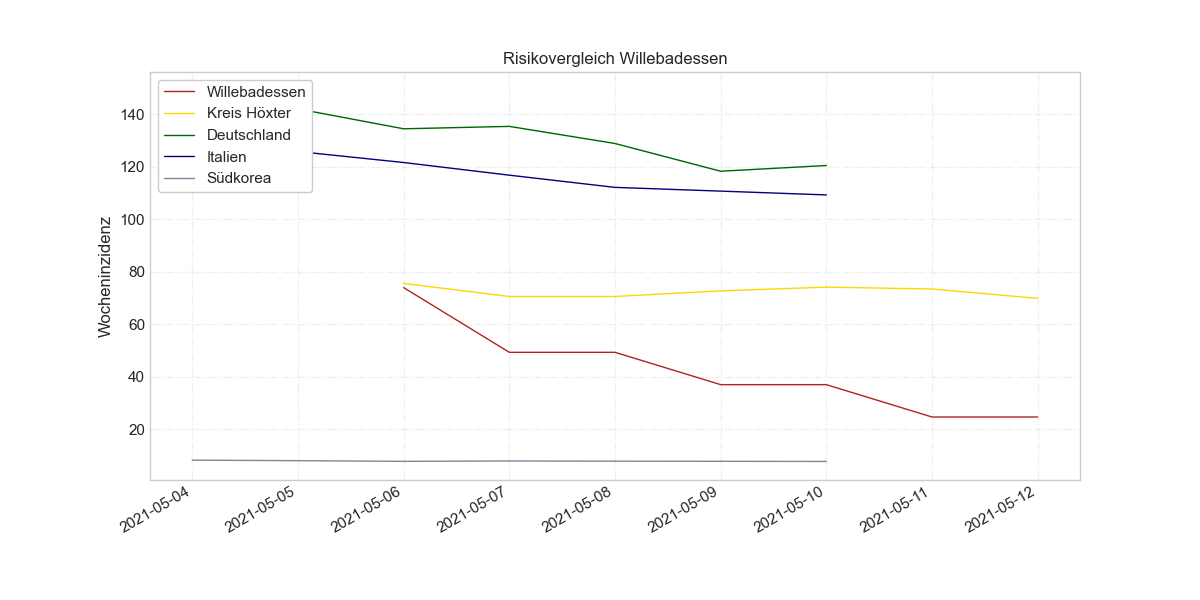 Risikovergleich Willebadessen
Willebadessen
Kreis Höxter
Deutschland
Italien
Südkorea
Wocheninzidenz
140
120
100
80
60
40
20
2021-05-04
2021-05-05
2021-05-06
2021-05-07
2021-05-08
2021-05-09
2021-05-10
2021-05-11
2021-05-12